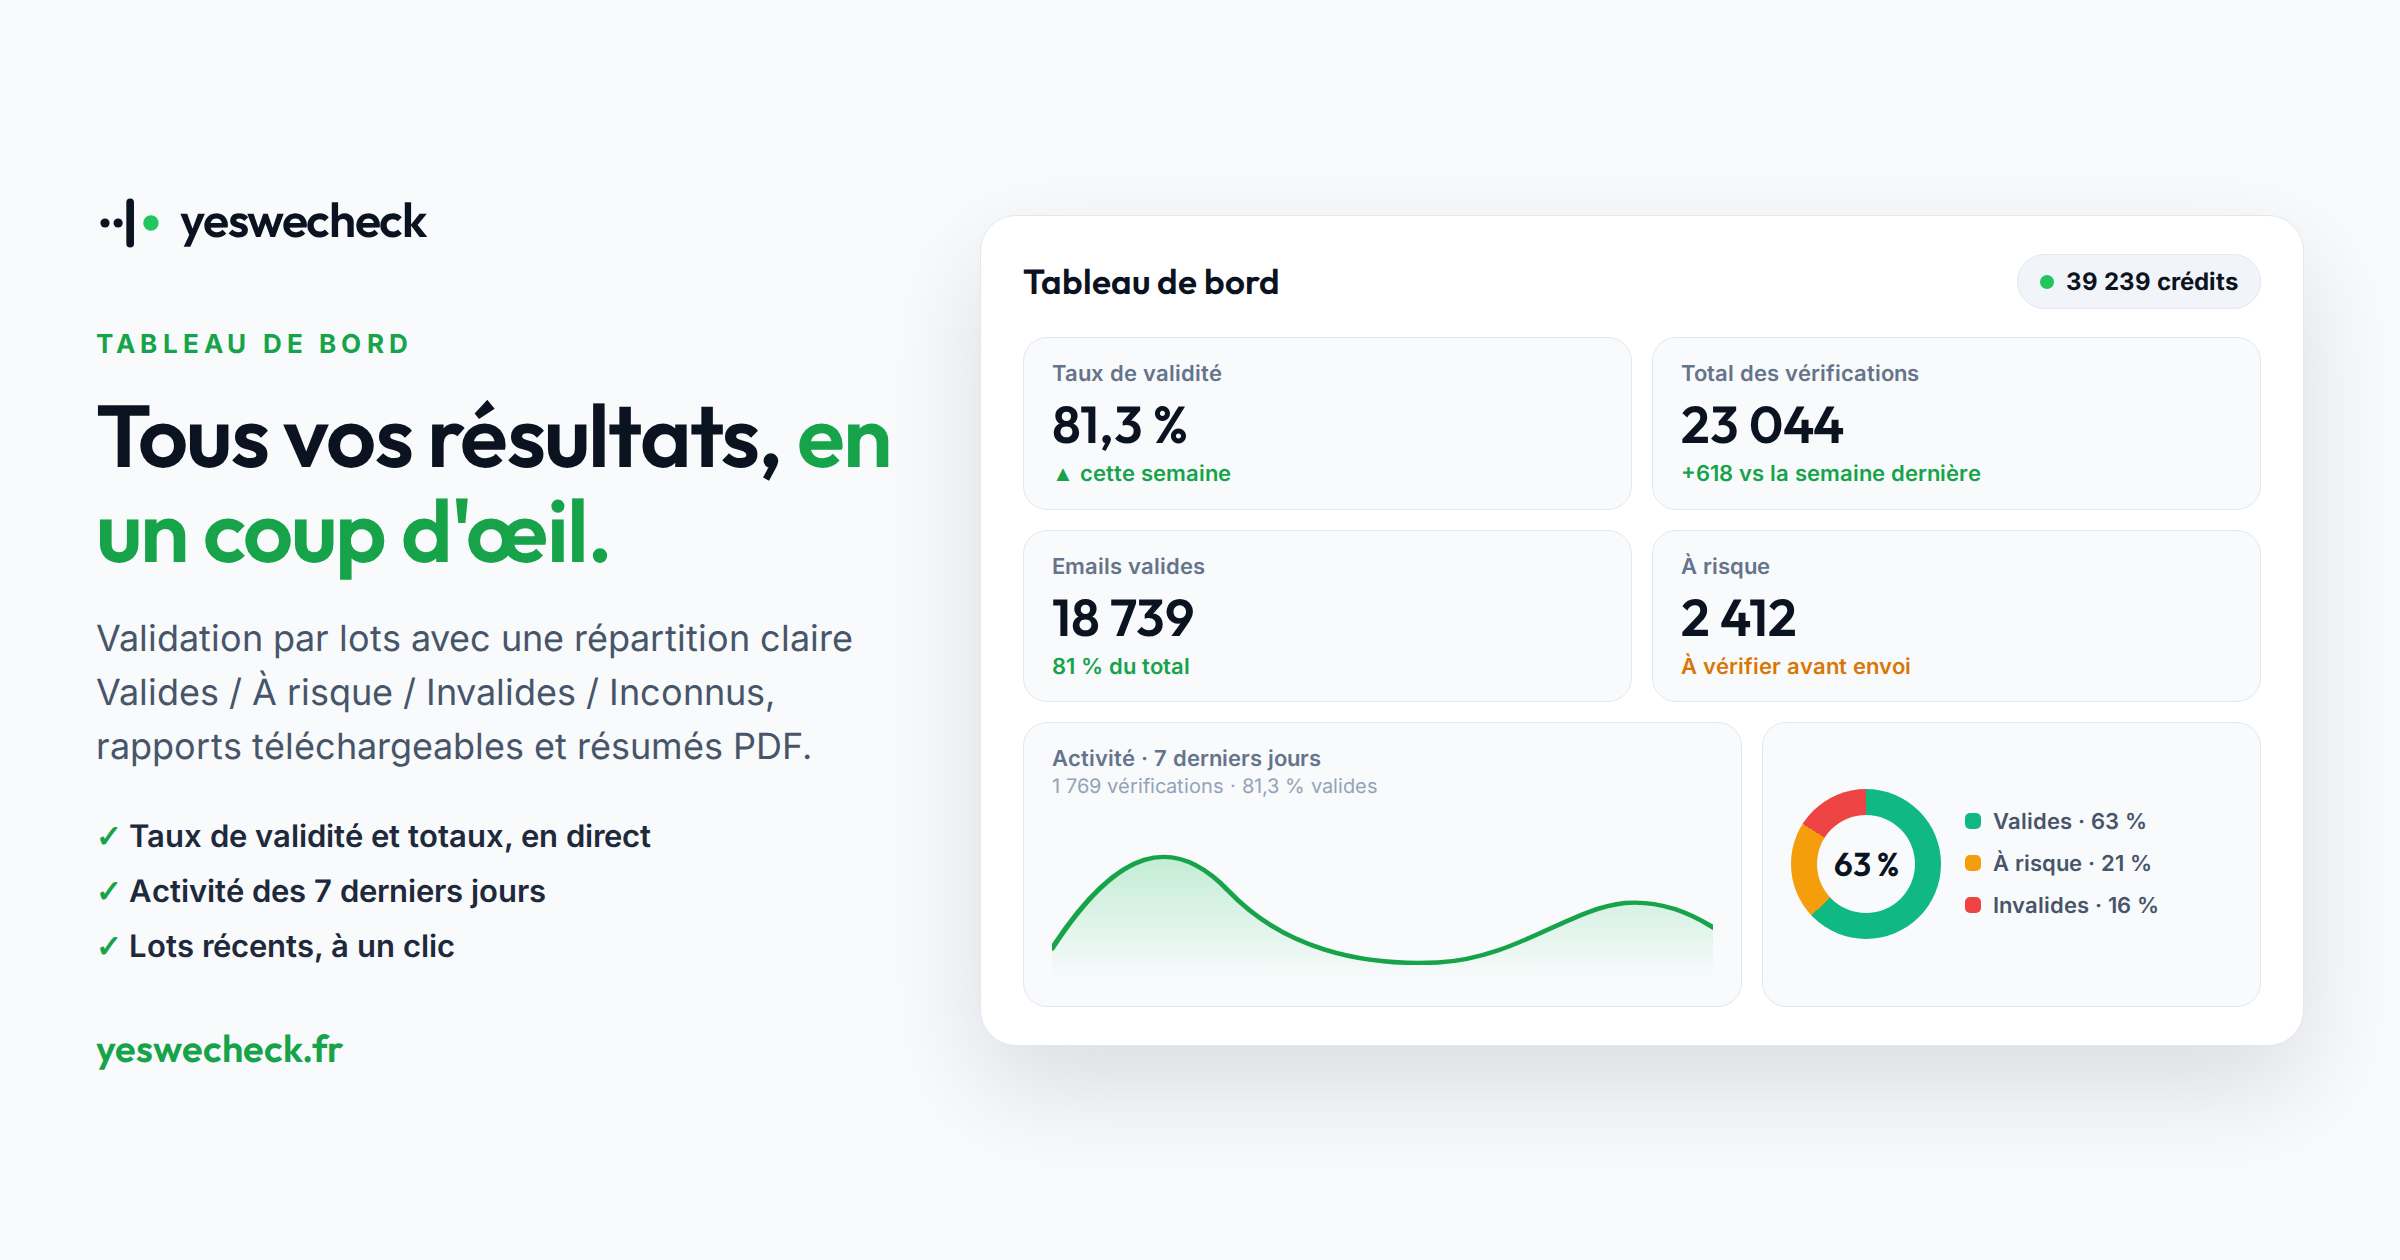 yeswecheck
TABLEAU DE BORD
Tous vos résultats, en
un coup d'œil.
Validation par lots avec une répartition claire
Valides / À risque / Invalides / Inconnus,
rapports téléchargeables et résumés PDF.
✓ Taux de validité et totaux, en direct
✓ Activité des 7 derniers jours
✓ Lots récents, à un clic
yeswecheck.fr
Tableau de bord
39 239 crédits
Taux de validité
81,3 %
▲ cette semaine
Total des vérifications
23 044
+618 vs la semaine dernière
Emails valides
18 739
81 % du total
À risque
2 412
À vérifier avant envoi
Activité · 7 derniers jours
1 769 vérifications · 81,3 % valides
63 %
Valides · 63 %
À risque · 21 %
Invalides · 16 %